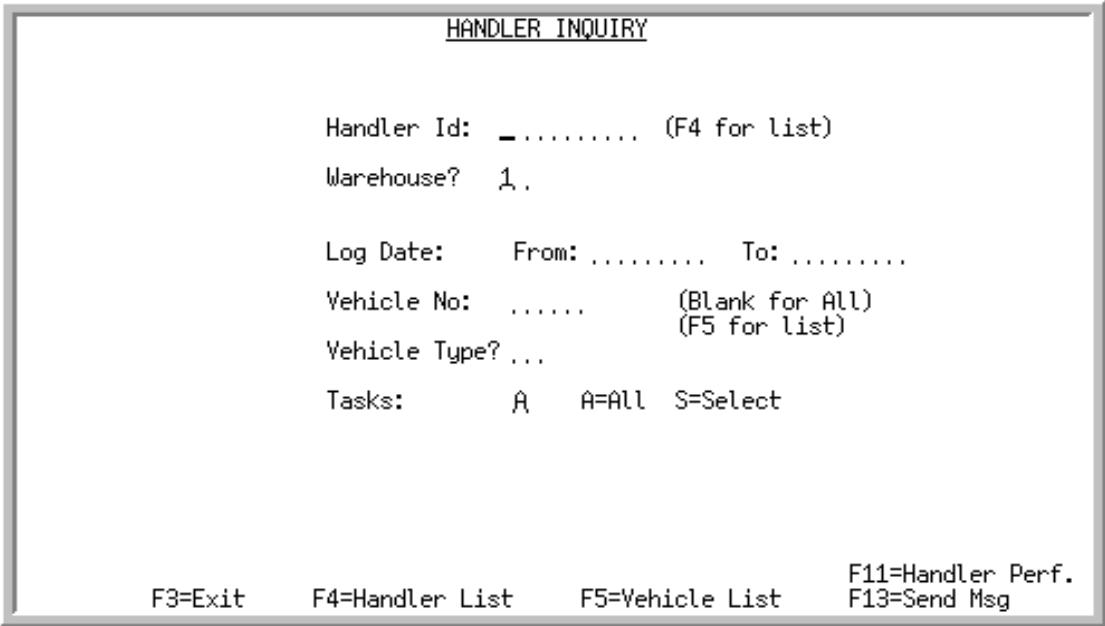 HANDLER INQUIRY
Handler Id: _......... (F4 for list)
Warehouse? 1.
Log Date: From: ......... To: .........
Vehicle No: ...... (Blank for All)
(F5 for list)
Vehicle Type? ...
Tasks: A A=All S=Select
F11=Handler Perf.
F3=Exit F4=Handler List F5=Vehicle List F13=Send Msg